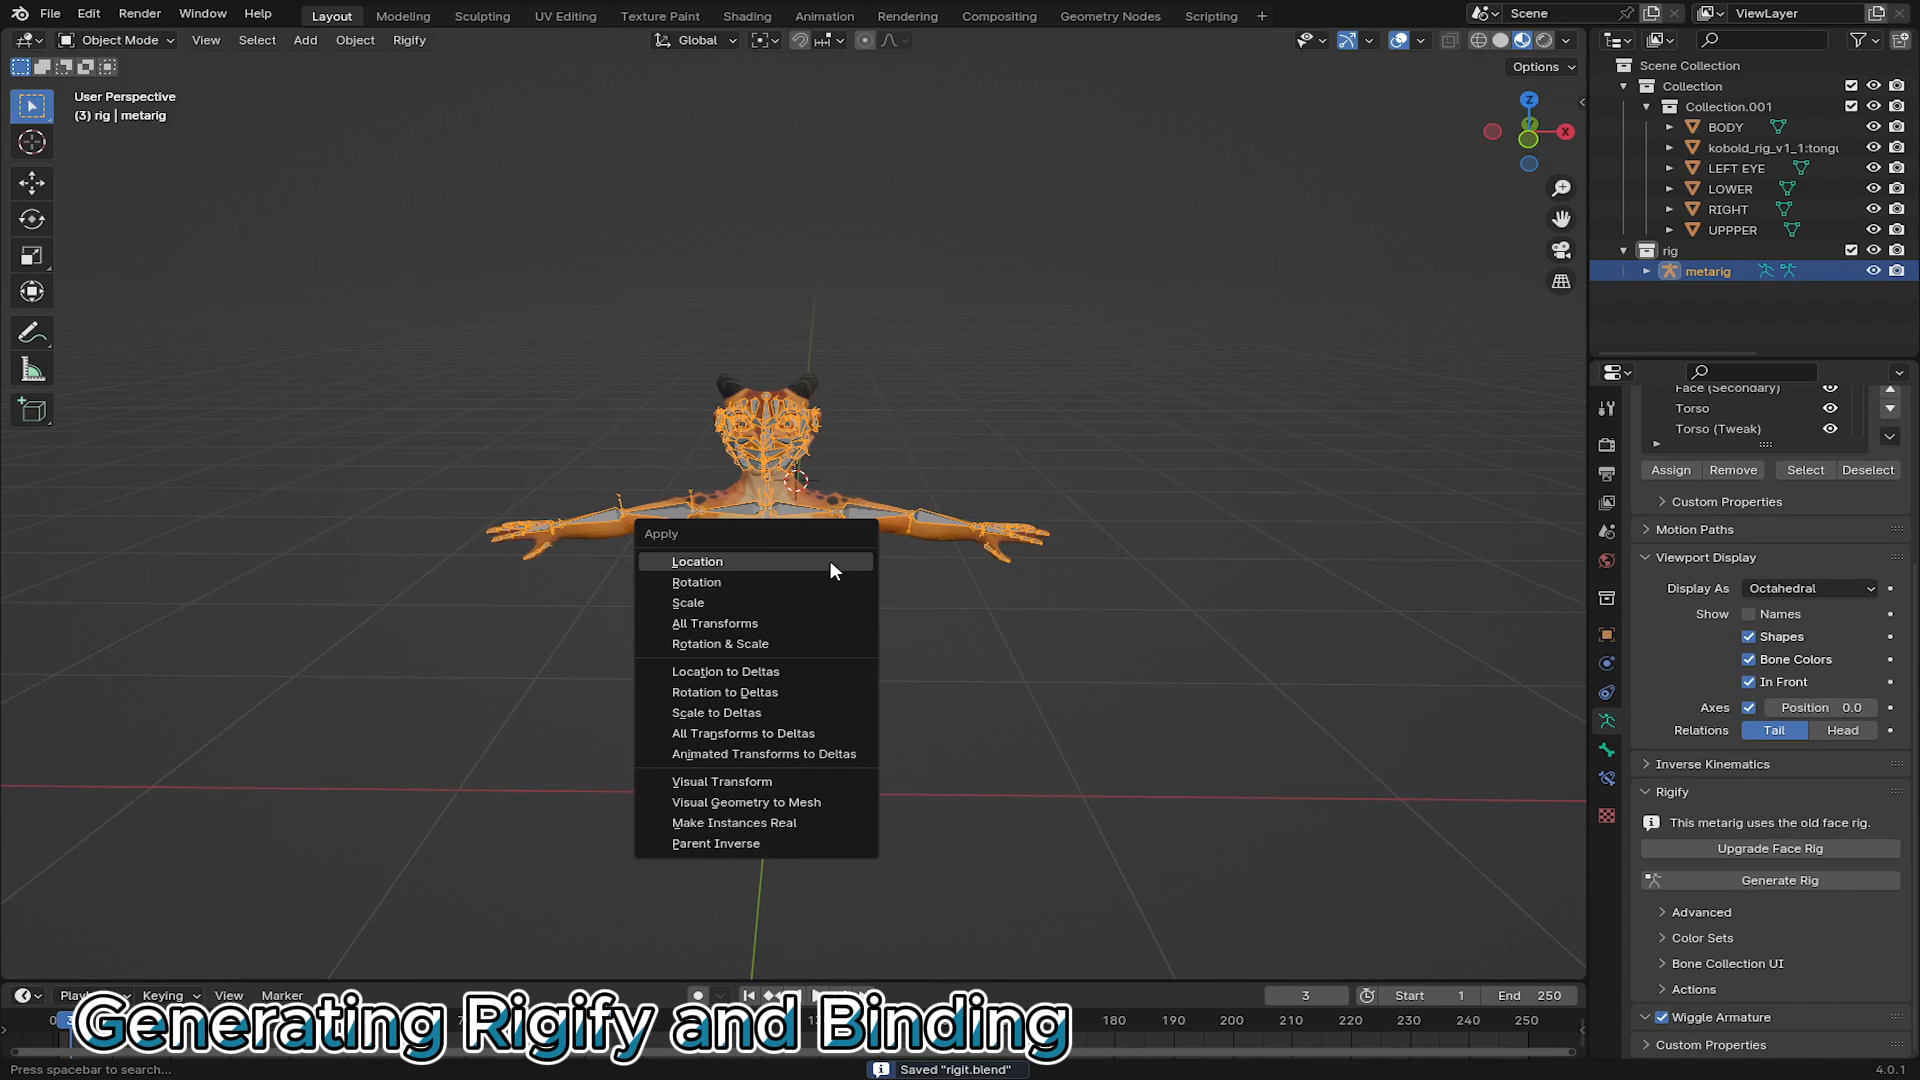 File Edit Render Window Help Layout Modeling Sculpting UV Editing Texture Paint Shading Animation Rendering Compositing Geometry Nodes Scripting + Scene ViewLayer
Object Mode View Select Add Object Rigify Global
Options
User Perspective
(3) rig | metarig
Z
X
Scene Collection
Collection
Collection.001
BODY
kobold_rig_v1_1:tongu
LEFT EYE
LOWER
RIGHT
UPPPER
rig
metarig
Apply
Location
Rotation
Scale
All Transforms
Rotation & Scale
Location to Deltas
Rotation to Deltas
Scale to Deltas
All Transforms to Deltas
Animated Transforms to Deltas
Visual Transform
Visual Geometry to Mesh
Make Instances Real
Parent Inverse
Face (Secondary)
Torso
Torso (Tweak)
Assign Remove Select Deselect
Custom Properties
Motion Paths
Viewport Display
Display As Octahedral
Show Names
Shapes
Bone Colors
In Front
Axes Position 0.0
Relations Tail Head
Inverse Kinematics
Rigify
This metarig uses the old face rig.
Upgrade Face Rig
Generate Rig
Advanced
Color Sets
Bone Collection UI
Actions
Wiggle Armature
Custom Properties
Keying View Marker 3 Start 1 End 250
180 190 200 210 220 230 240 250
Generating Rigify and Binding
Press spacebar to search...
Saved "rigit.blend"
4.0.1